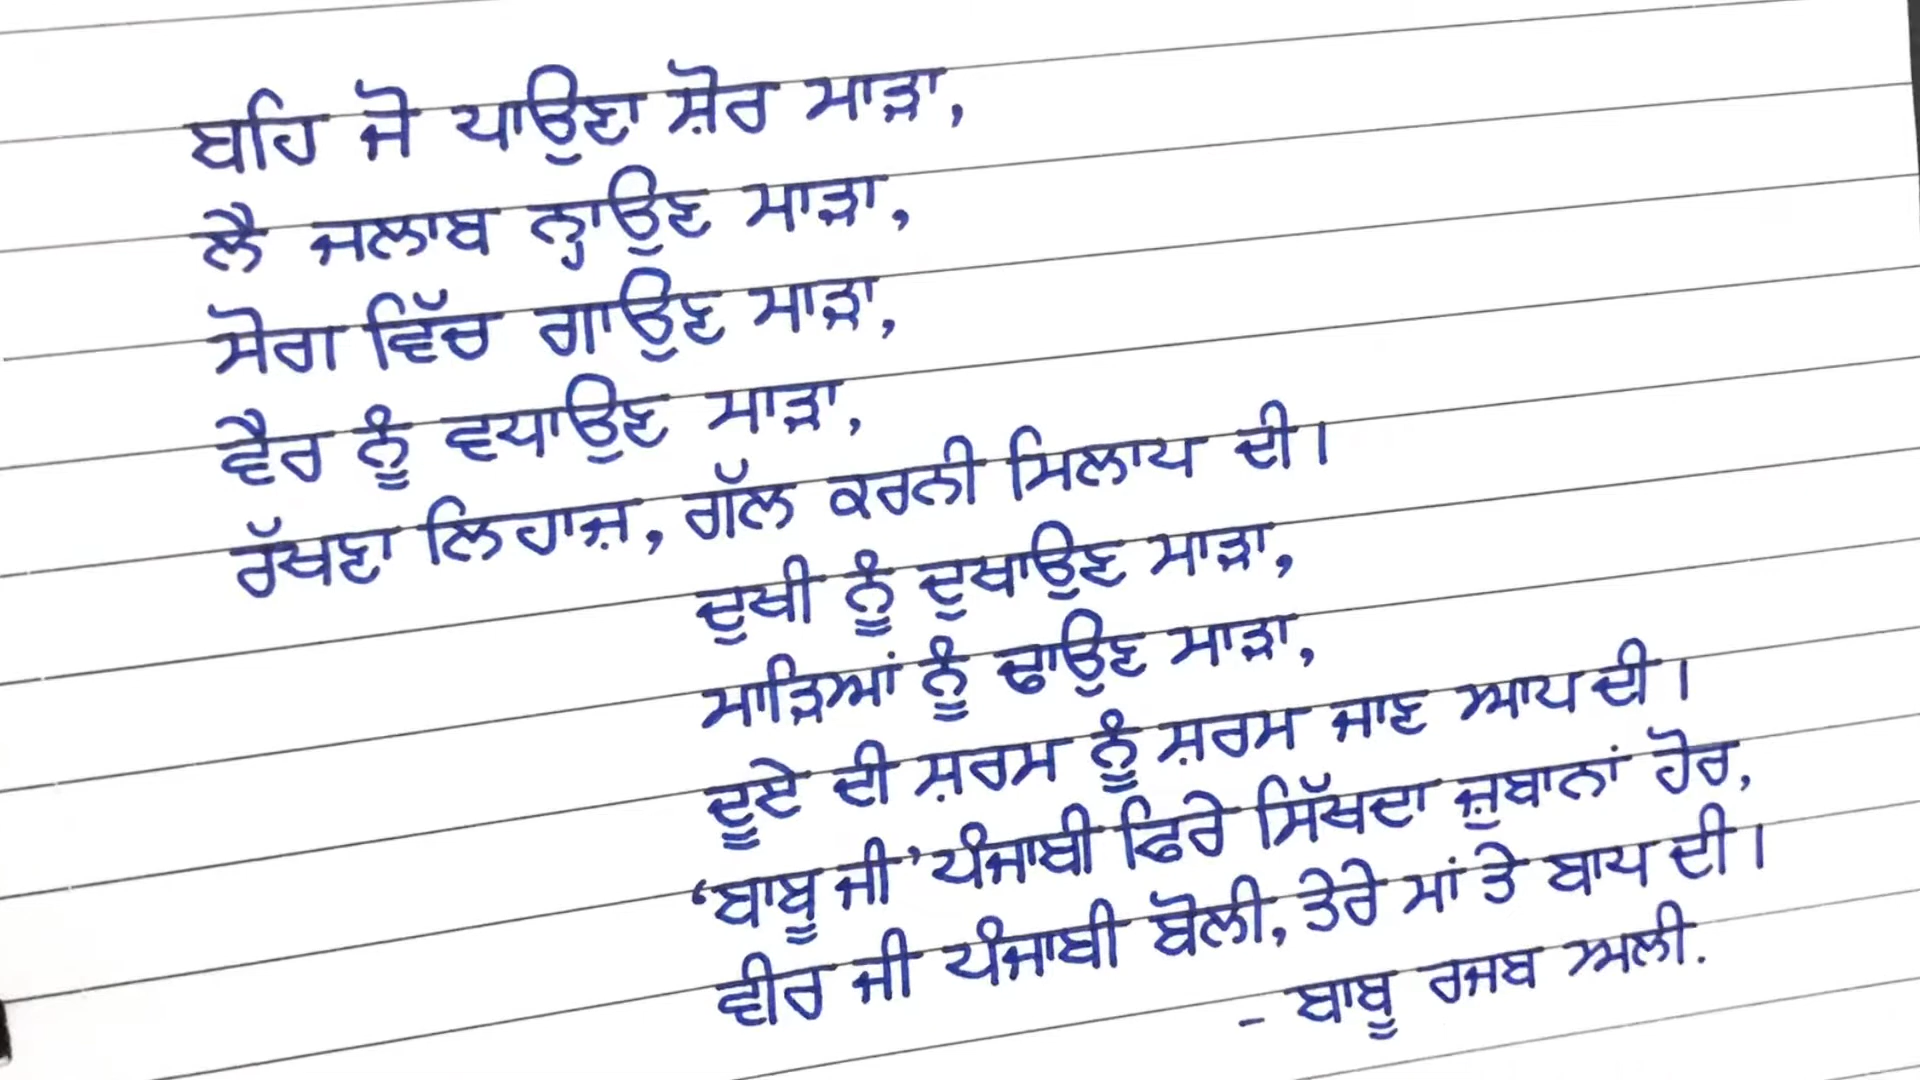 ਬਹਿ ਜੋ ਪਾਉਣਾ ਸ਼ੋਰ ਮਾੜਾ,
ਲੈ ਜਲਾਬ ਨ੍ਹਾਉਣ ਮਾੜਾ,
ਸੋਗ ਵਿੱਚ ਗਾਉਣ ਮਾੜਾ,
ਵੈਰ ਨੂੰ ਵਧਾਉਣ ਮਾੜਾ,
ਰੱਖਣਾ ਲਿਹਾਜ਼, ਗੱਲ ਕਰਨੀ ਮਿਲਾਪ ਦੀ।
ਦੁਖੀ ਨੂੰ ਦੁਖਾਉਣ ਮਾੜਾ,
ਮਾੜਿਆਂ ਨੂੰ ਢਾਉਣ ਮਾੜਾ,
ਦੂਏ ਦੀ ਸ਼ਰਮ ਨੂੰ ਸ਼ਰਮ ਜਾਣ ਆਪ ਦੀ।
‘ਬਾਬੂ ਜੀ’ ਪੰਜਾਬੀ ਫਿਰੇ ਸਿੱਖਦਾ ਜ਼ੁਬਾਨਾਂ ਹੋਰ,
ਵੀਰ ਜੀ ਪੰਜਾਬੀ ਬੋਲੀ, ਤੇਰੇ ਮਾਂ ਤੇ ਬਾਪ ਦੀ।
- ਬਾਬੂ ਰਜਬ ਅਲੀ.